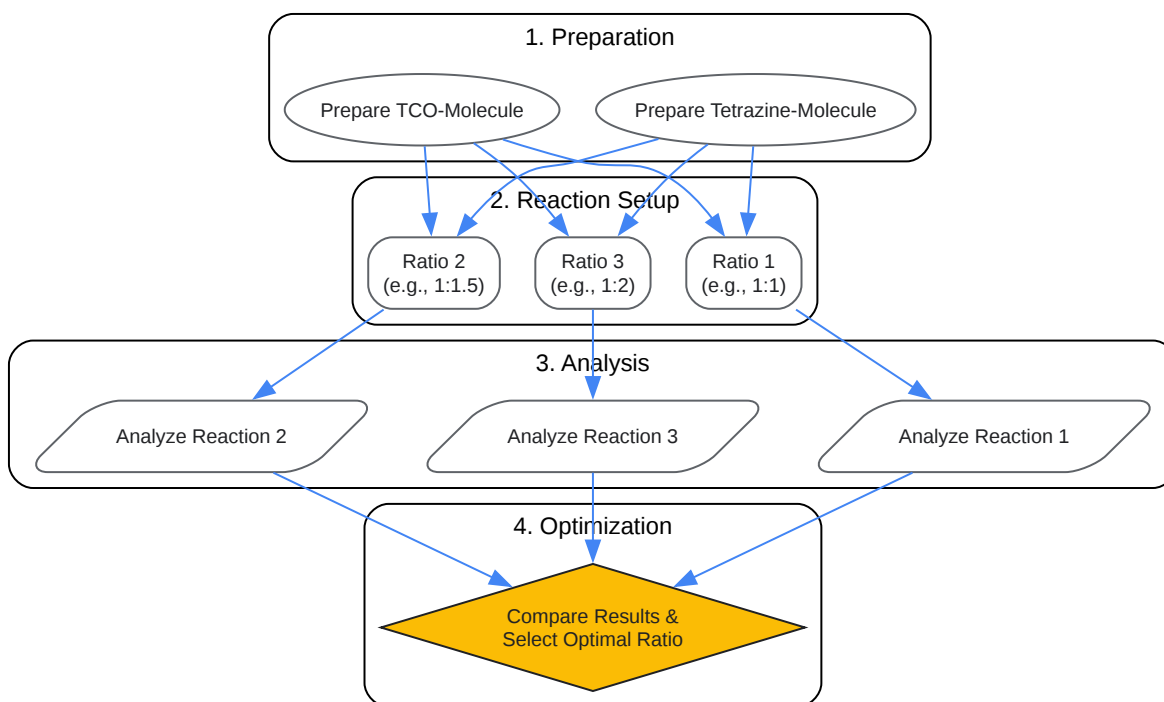 1. Preparation
Prepare TCO-Molecule
Prepare Tetrazine-Molecule
2. Reaction Setup
Ratio 2
(e.g., 1:1.5)
Ratio 3
(e.g., 1:2)
Ratio 1
(e.g., 1:1)
3. Analysis
Analyze Reaction 2
Analyze Reaction 3
Analyze Reaction 1
4. Optimization
Compare Results &
Select Optimal Ratio